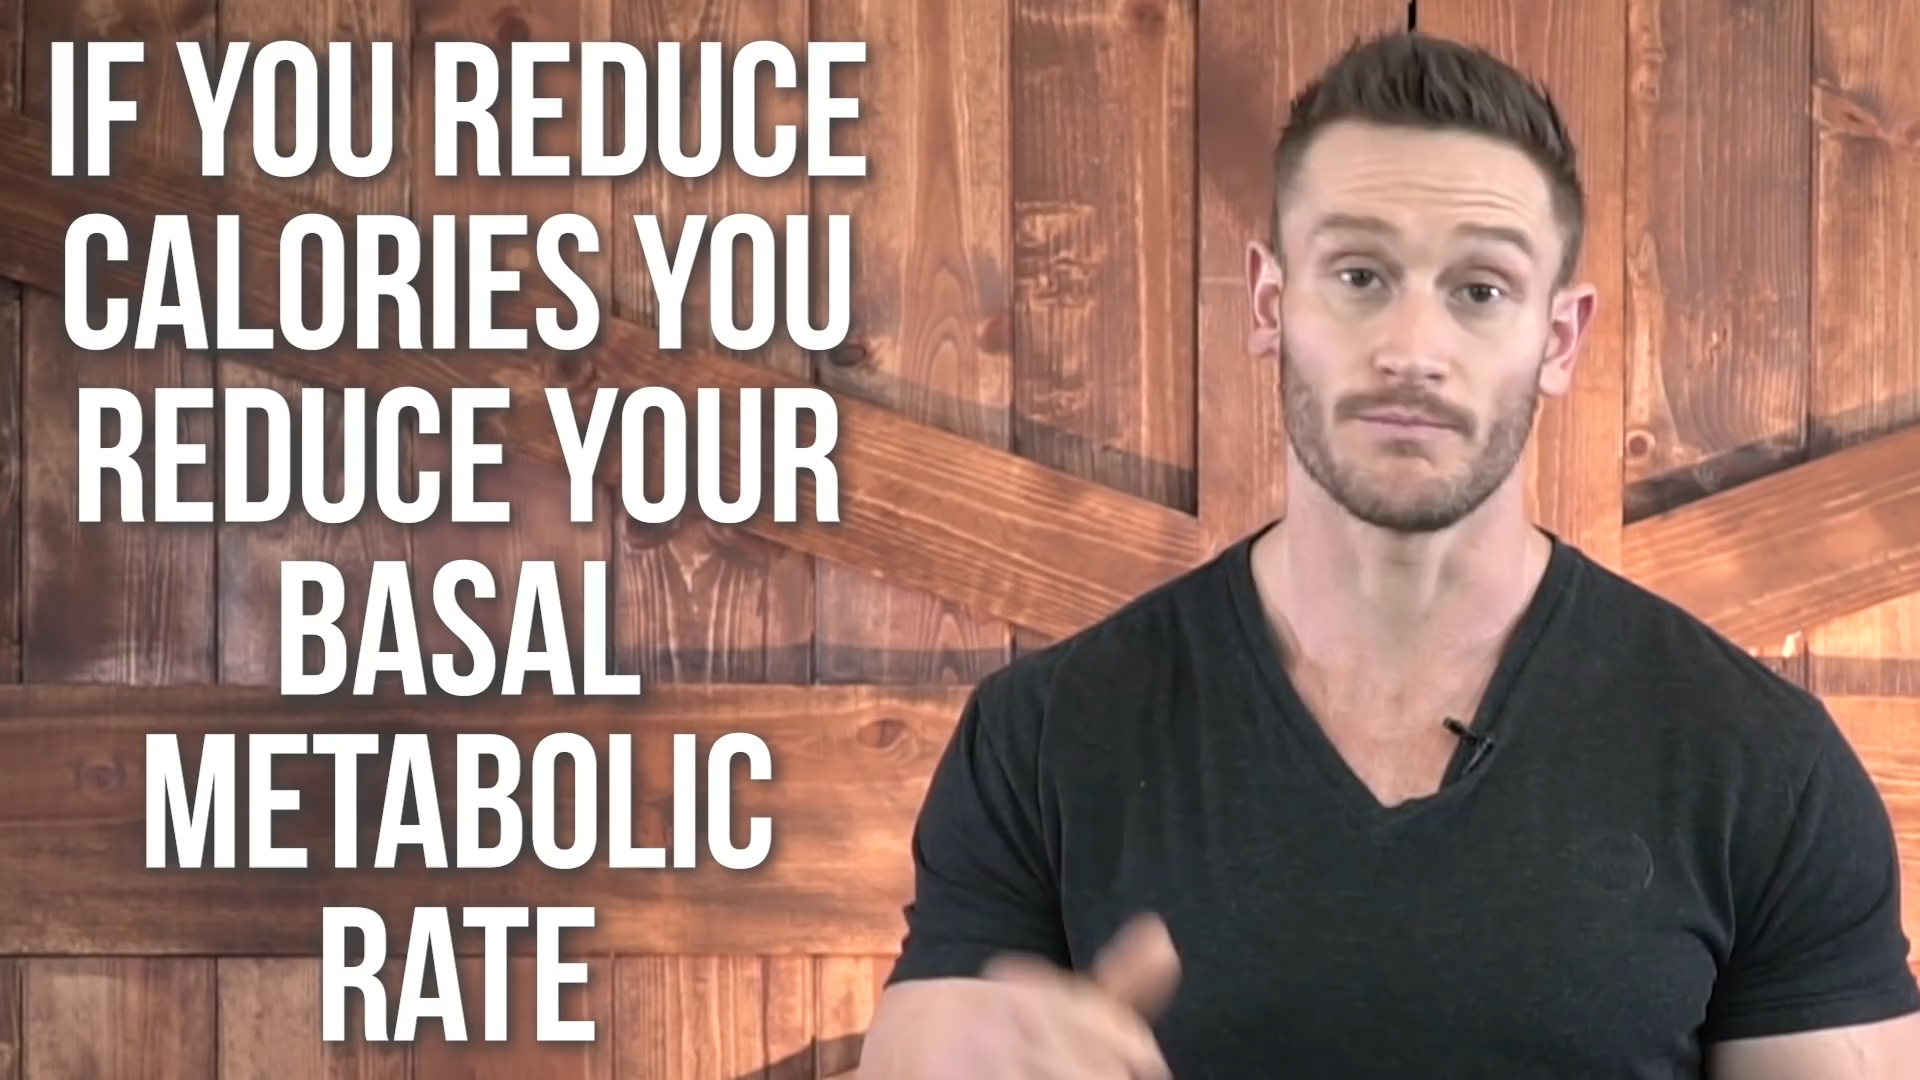 IF YOU REDUCE
CALORIES YOU
REDUCE YOUR
BASAL
METABOLIC
RATE